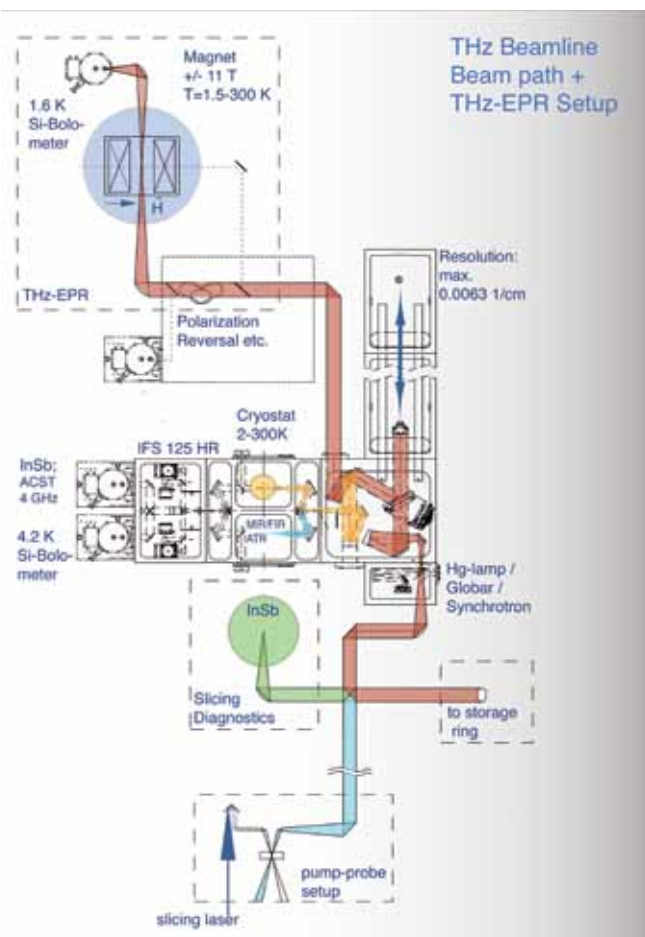 THz Beamline
Beam path +
THz-EPR Setup
Magnet
+/- 11 T
T=1.5-300 K
1.6 K
Si-Bolo-
meter
H
THz-EPR
Polarization
Reversal etc.
Resolution:
max.
0.0063 1/cm
Cryostat
2-300K
IFS 125 HR
InSb;
ACST
4 GHz
MIR/FIR
ATR
4.2 K
Si-Bolo-
meter
Hg-lamp /
Globar /
Synchrotron
InSb
Slicing
Diagnostics
to storage
ring
pump-probe
setup
slicing laser